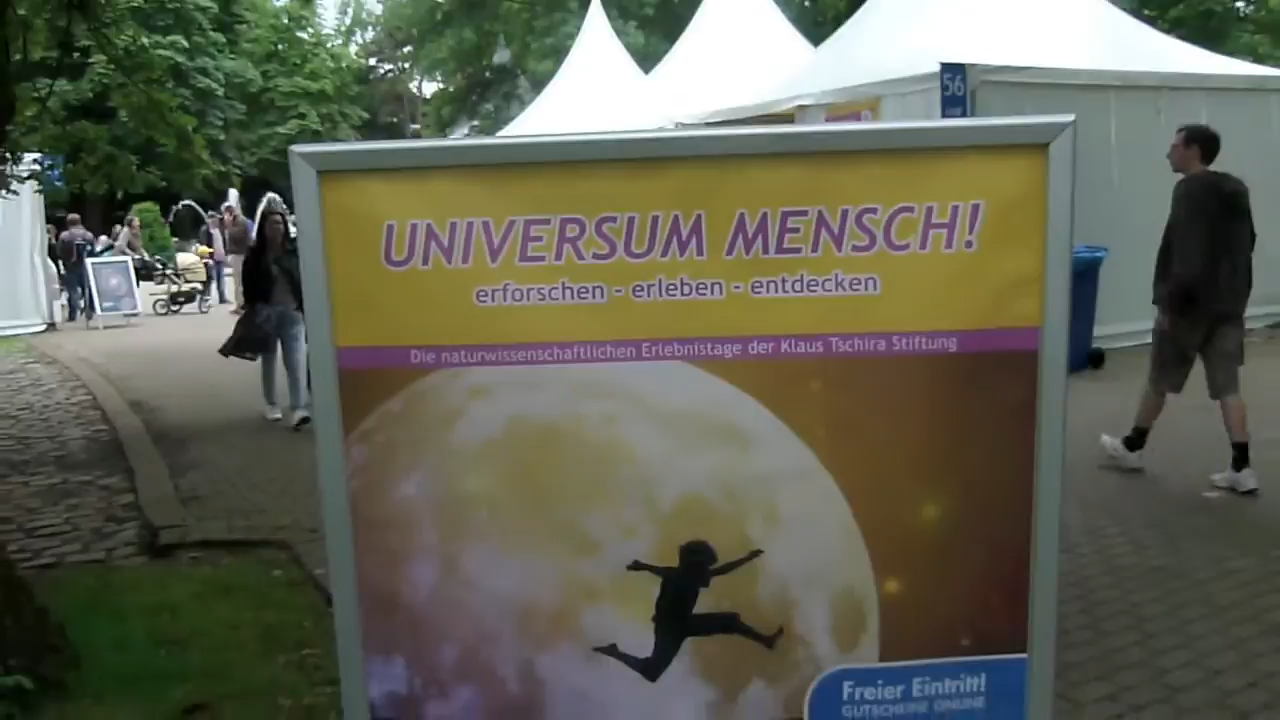 56
UNIVERSUM MENSCH!
erforschen - erleben - entdecken
Die naturwissenschaftlichen Erlebnistage der Klaus Tschira Stiftung
Freier Eintritt!
GUTSCHEINE ONLINE